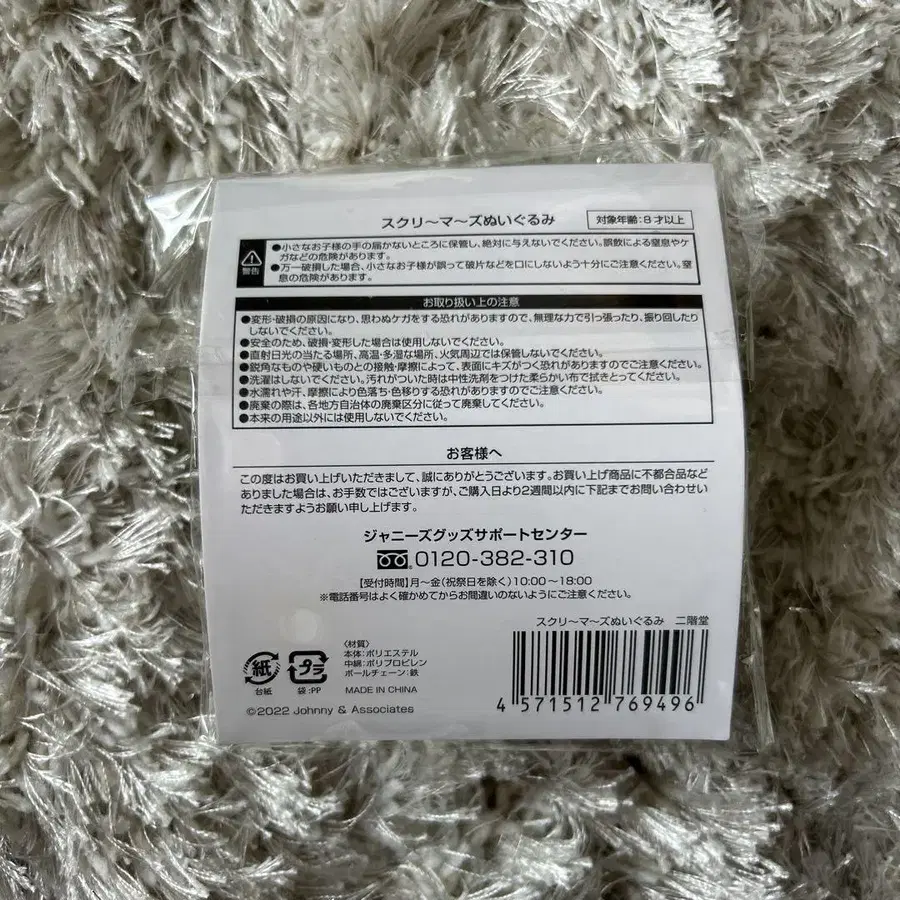 スクリ〜マ〜ズぬいぐるみ
対象年齢:8才以上
警告
●小さなお子様の手の届かないところに保管し、絶対に与えないでください。誤飲による窒息やケ
ガなどの危険があります。
●万一破損した場合、小さなお子様が誤って破片などを口にしないよう十分にご注意ください。窒
息の危険があります。
お取り扱い上の注意
●変形・破損の原因になり、思わぬケガをする恐れがありますので、無理な力で引っ張ったり、振り回したり
しないでください。
●安全のため、破損・変形した場合は使用しないでください。
●直射日光の当たる場所、高温・多湿な場所、火気周辺では保管しないでください。
●鋭角なものや硬いものとの接触・摩擦によって、表面にキズがつく恐れがありますのでご注意ください。
●洗濯はしないでください。汚れがついた時は中性洗剤をつけた柔らかい布で拭きとってください。
●水濡れや汗、摩擦により色落ち・色移りする恐れがありますのでご注意ください。
●廃棄の際は、各地方自治体の廃棄区分に従って廃棄してください。
●本来の用途以外には使用しないでください。
お客様へ
この度はお買い上げいただきまして、誠にありがとうございます。お買い上げ商品に不都合品など
ありました場合は、お手数ではございますが、ご購入日より2週間以内に下記までお問い合わせい
ただきますようお願い申し上げます。
ジャニーズグッズサポートセンター
0120-382-310
【受付時間】月〜金(祝祭日を除く)10:00〜18:00
※電話番号はよく確かめてからお間違いのないようにご注意ください。
スクリ〜マ〜ズぬいぐるみ 二階堂
〈材質〉
本体:ポリエステル
中綿:ポリプロピレン
ボールチェーン:鉄
紙
台紙
プラ
袋:PP
MADE IN CHINA
©2022 Johnny & Associates
4 571512 769496